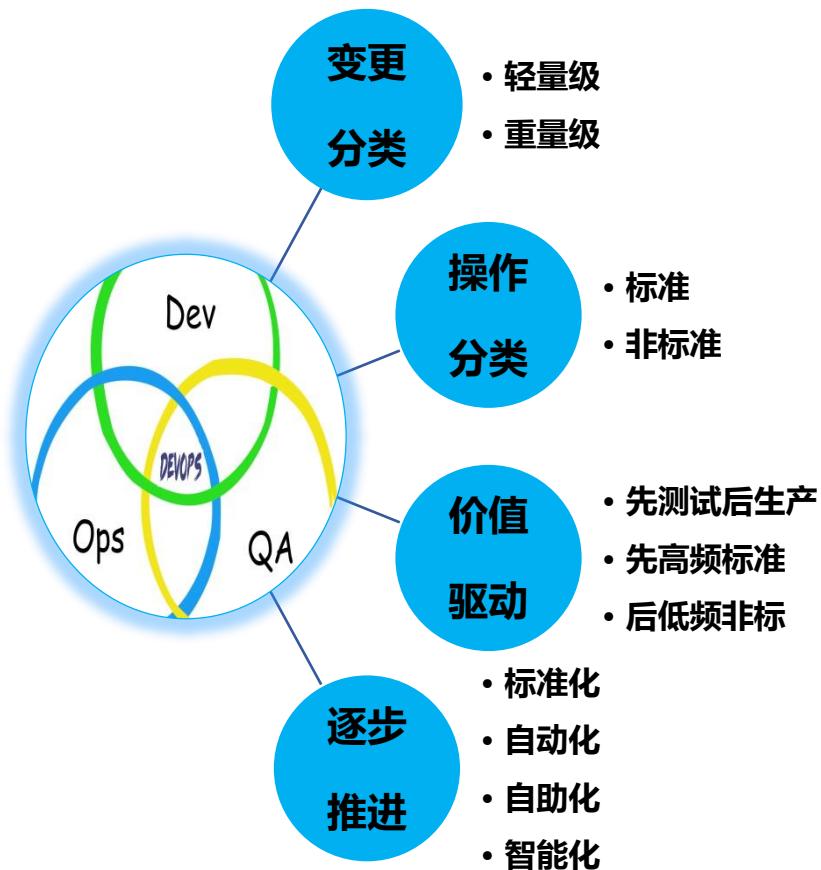 变更
分类
• 轻量级
• 重量级
操作
分类
• 标准
• 非标准
Dev
DEVOPS
Ops
QA
价值
驱动
• 先测试后生产
• 先高频标准
• 后低频非标
逐步
推进
• 标准化
• 自动化
• 自助化
• 智能化